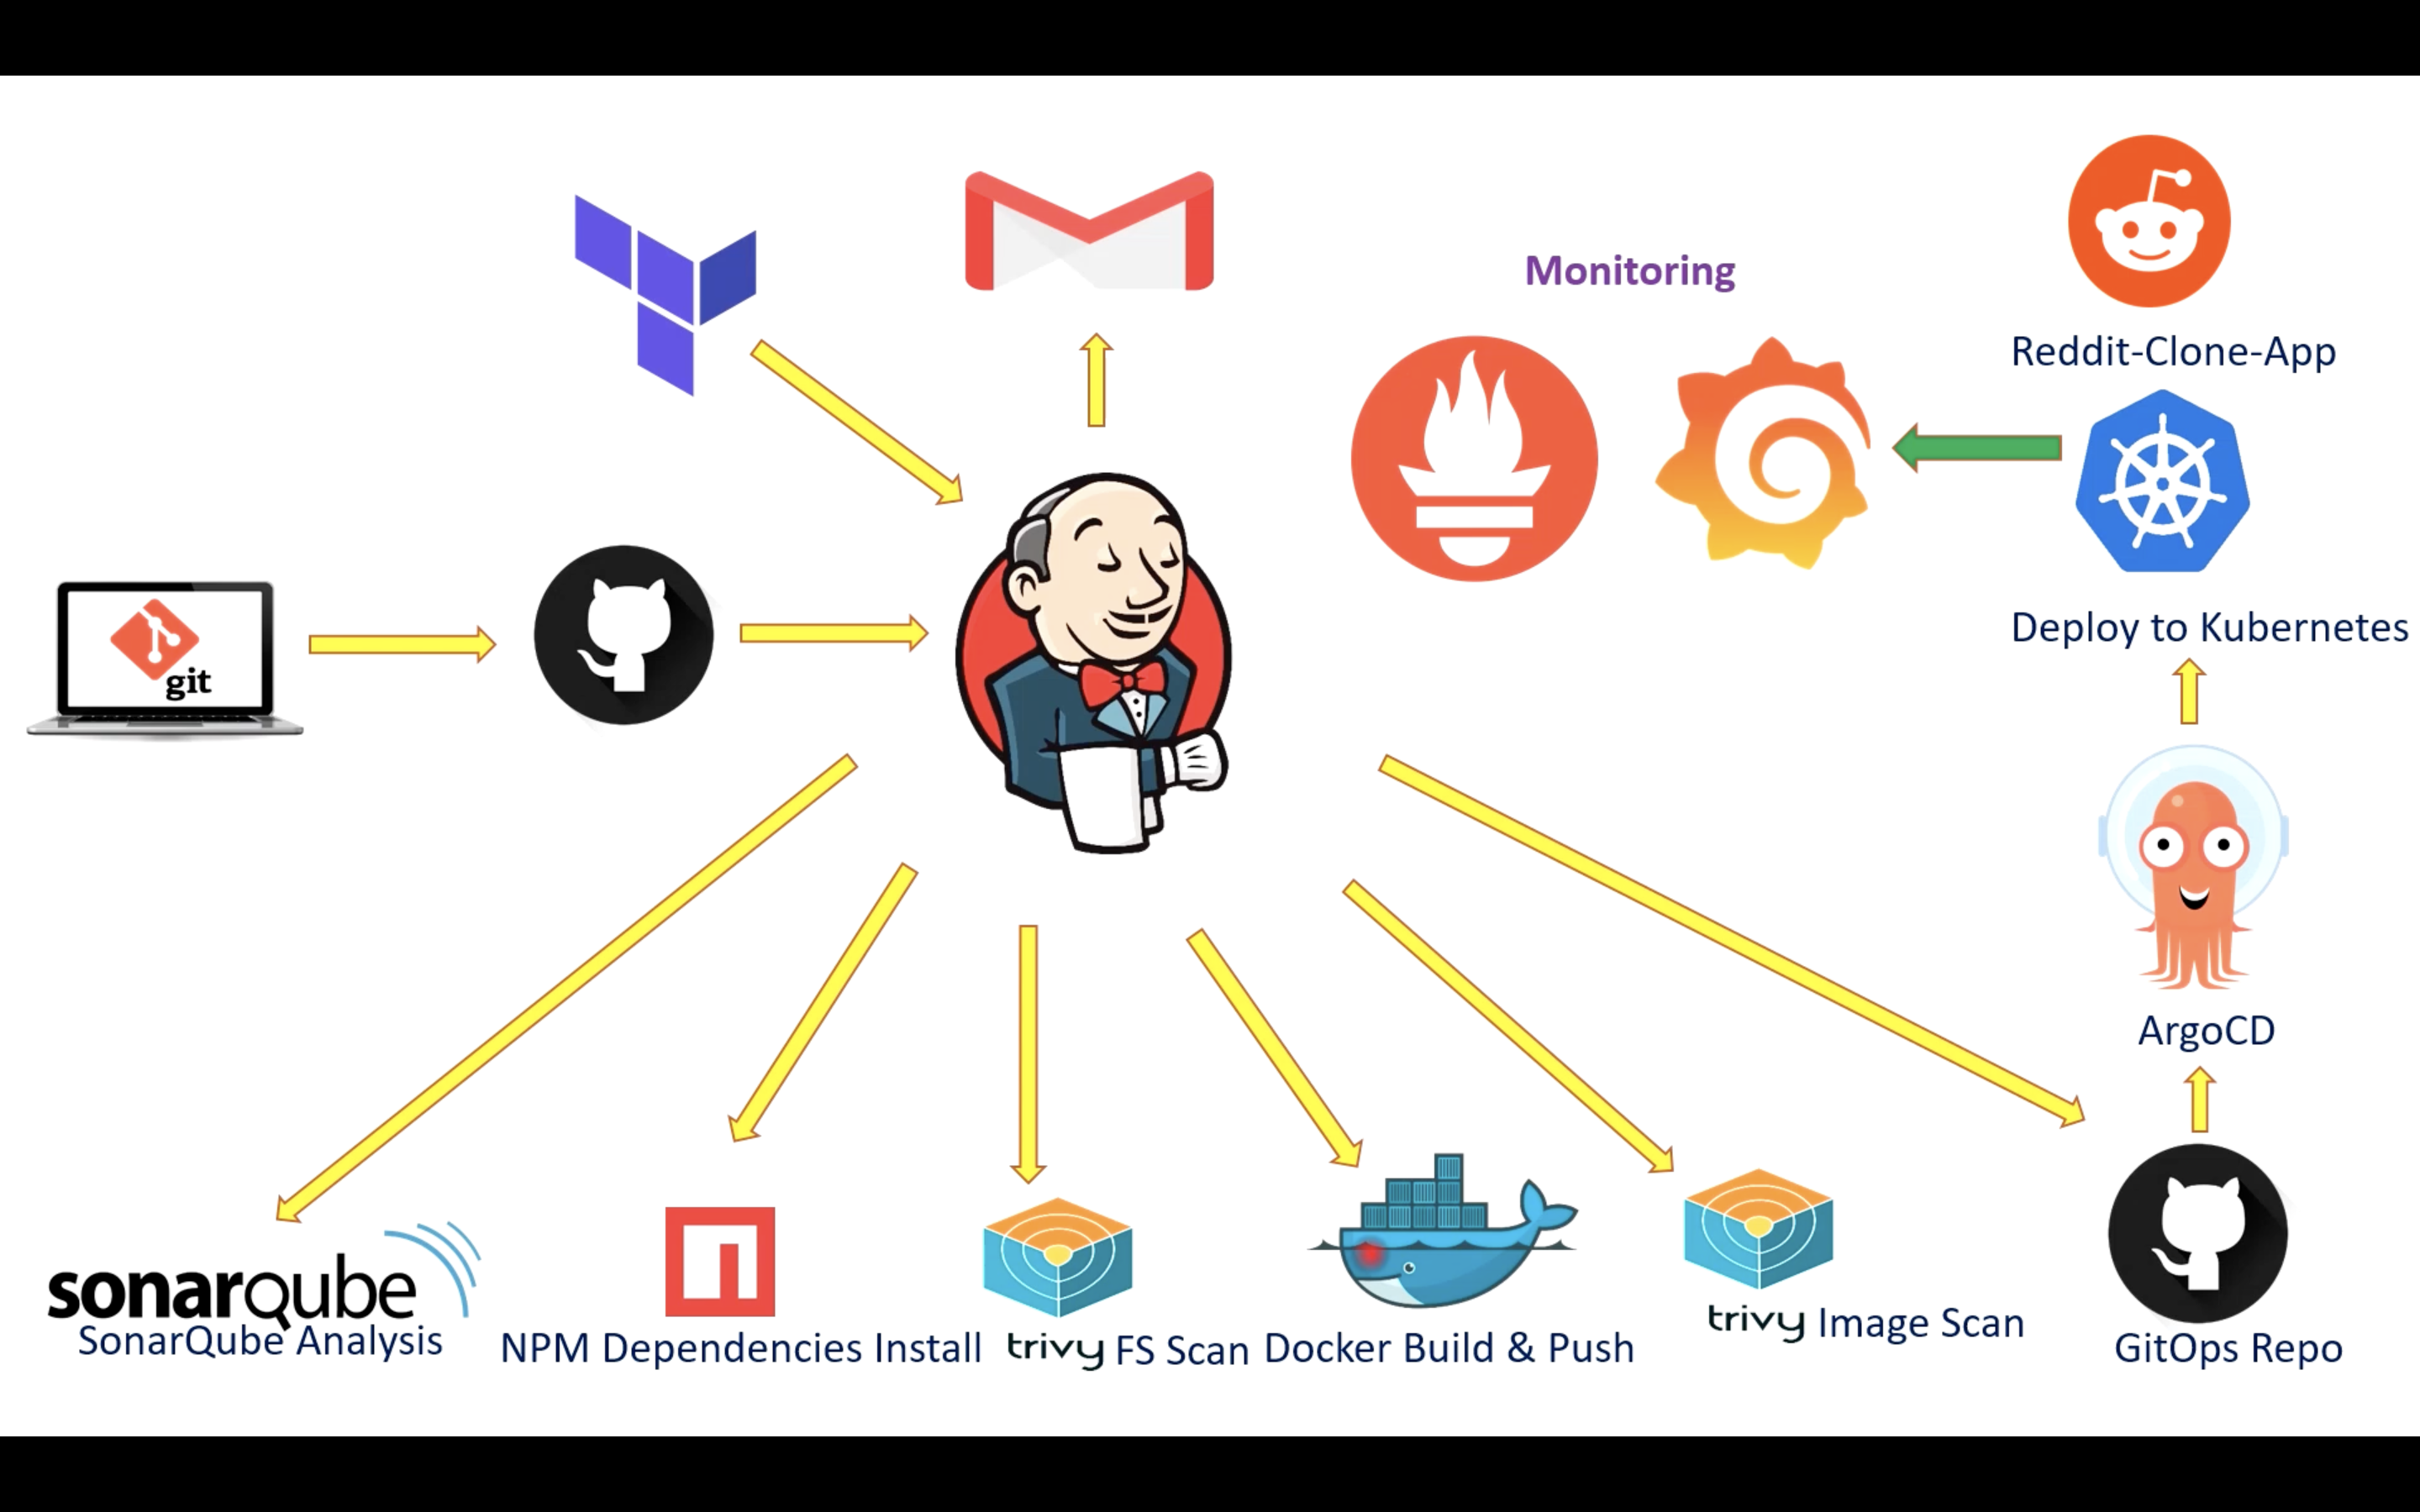 Monitoring
Reddit-Clone-App
git
Deploy to Kubernetes
ArgoCD
sonarqube
SonarQube Analysis
NPM Dependencies Install
trivy FS Scan
Docker Build & Push
trivy Image Scan
GitOps Repo